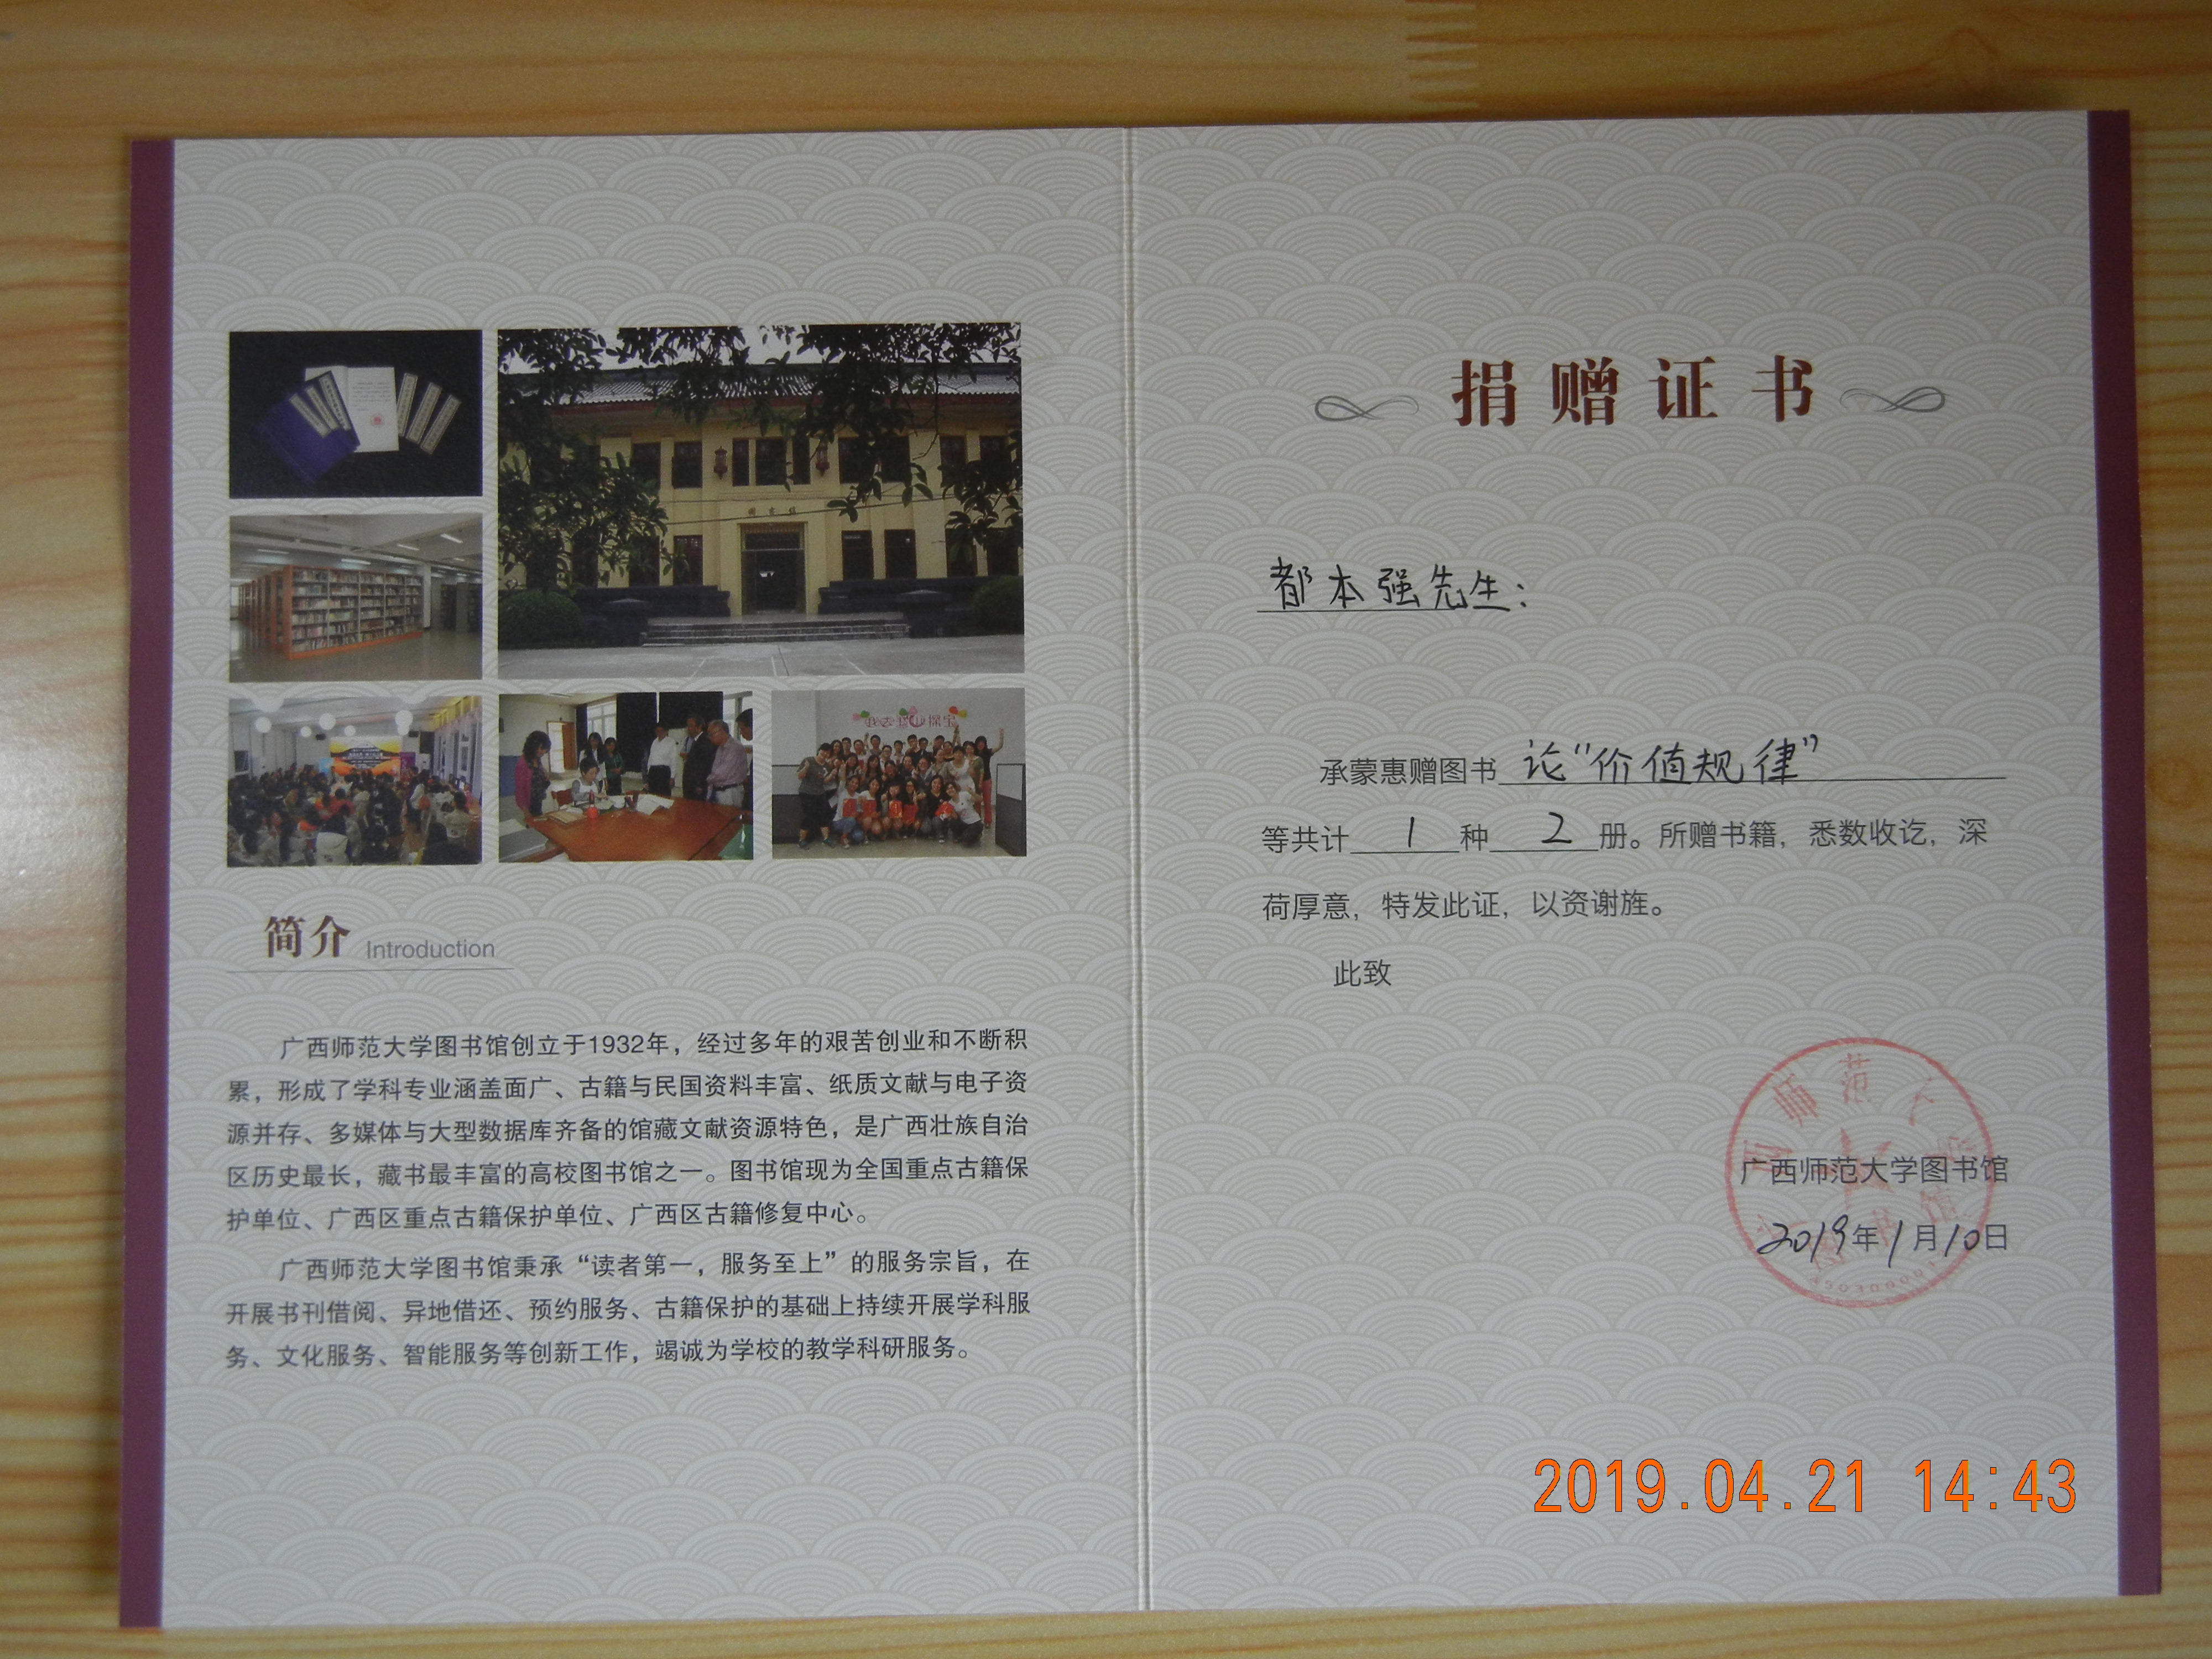 简介 Introduction
广西师范大学图书馆创立于1932年，经过多年的艰苦创业和不断积
累，形成了学科专业涵盖面广、古籍与民国资料丰富、纸质文献与电子资
源并存、多媒体与大型数据库齐备的馆藏文献资源特色，是广西壮族自治
区历史最长，藏书最丰富的高校图书馆之一。图书馆现为全国重点古籍保
护单位、广西区重点古籍保护单位、广西区古籍修复中心。
广西师范大学图书馆秉承“读者第一，服务至上”的服务宗旨，在
开展书刊借阅、异地借还、预约服务、古籍保护的基础上持续开展学科服
务、文化服务、智能服务等创新工作，竭诚为学校的教学科研服务。
捐赠证书
都本强先生：
承蒙惠赠图书 论“价值规律”
等共计 1 种 2 册。所赠书籍，悉数收讫，深
荷厚意，特发此证，以资谢旌。
此致
广西师范大学图书馆
2019年1月10日
2019.04.21 14:43